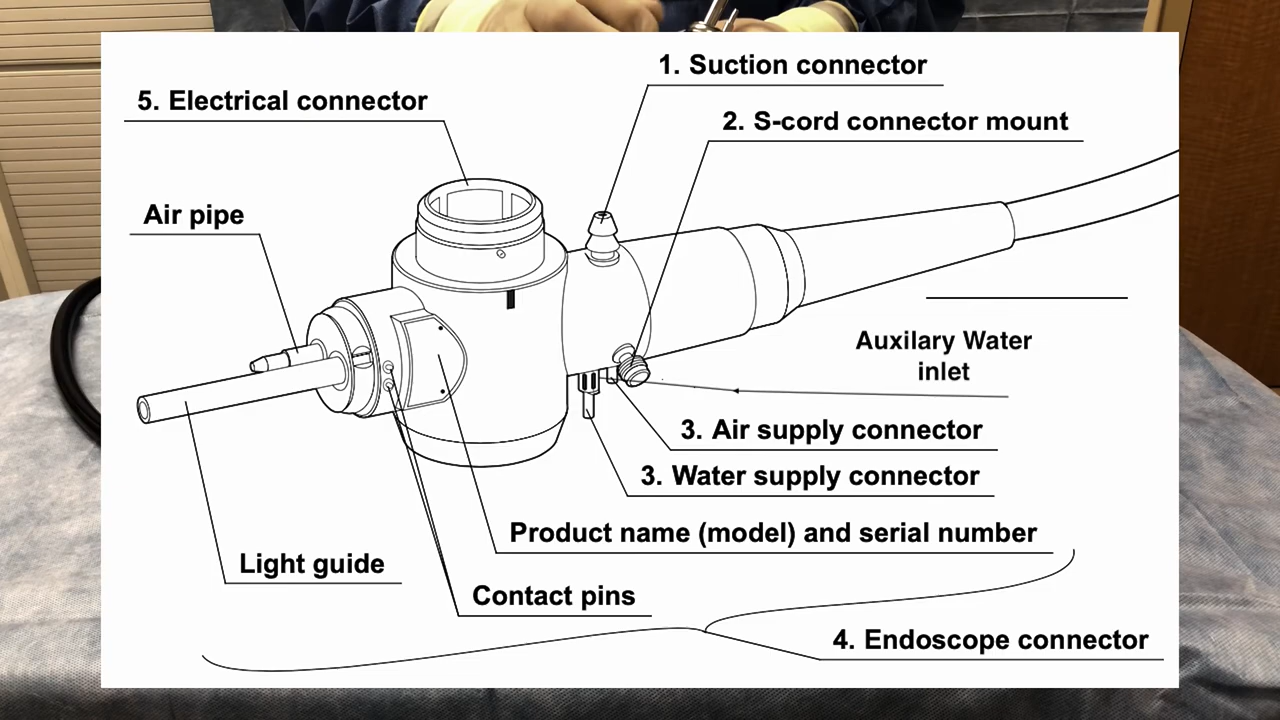 1. Suction connector
5. Electrical connector
2. S-cord connector mount
Air pipe
Auxilary Water
inlet
3. Air supply connector
3. Water supply connector
Product name (model) and serial number
Light guide
Contact pins
4. Endoscope connector